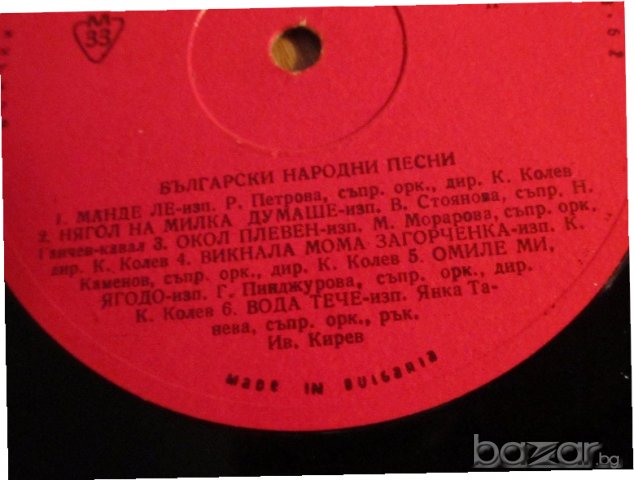 М
33
БЪЛГАРСКИ НАРОДНИ ПЕСНИ
1. МАНДЕ ЛЕ-изп. Р. Петрова, съпр. орк., дир. К. Колев
2. НЯГОЛ НА МИЛКА ДУМАШЕ-изп. В. Стоянова, съпр. Н.
Ганчев-кавал 3. ОКОЛ ПЛЕВЕН-изп. М. Морарова, съпр. орк.
дир. К. Колев 4. ВИКНАЛА МОМА ЗАГОРЧЕНКА-изп. К.
Каменов, съпр. орк., дир. К. Колев 5. ОМИЛЕ МИ,
ЯГОДО-изп. Г. Пинджурова, съпр. орк., дир.
К. Колев 6. ВОДА ТЕЧЕ-изп. Янка Та-
нева, съпр. орк., рък.
Ив. Кирев
MADE IN BULGARIA
bazar.bg